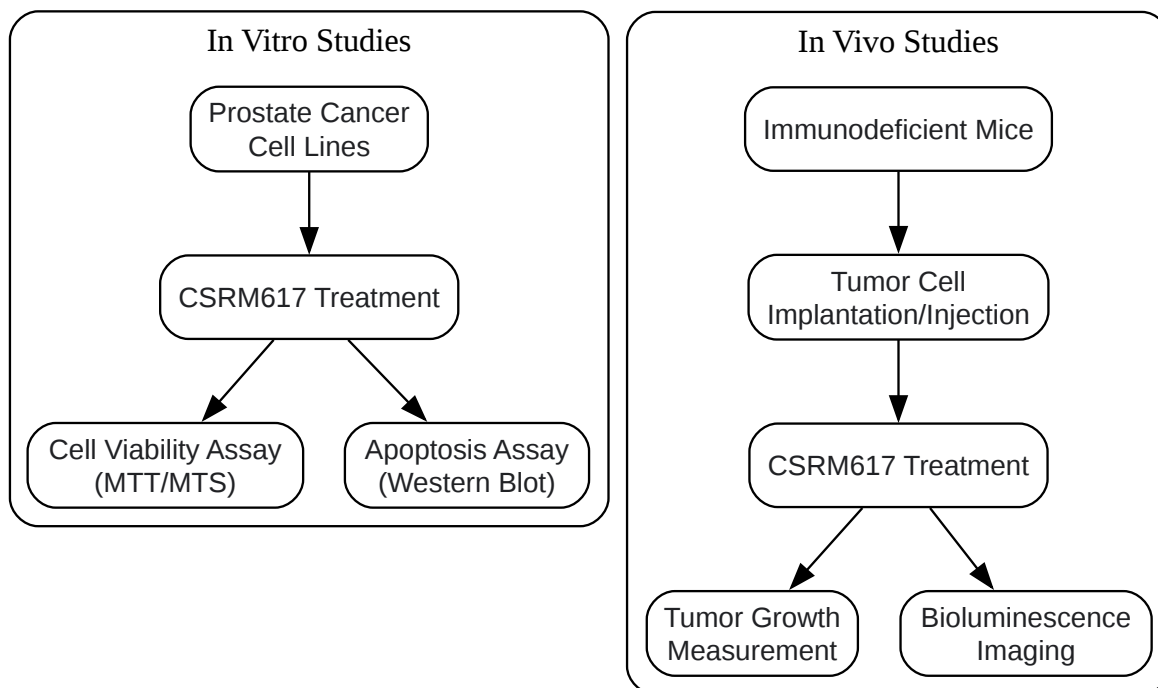 In Vitro Studies
Prostate Cancer
Cell Lines
CSRM617 Treatment
Cell Viability Assay
(MTT/MTS)
Apoptosis Assay
(Western Blot)
In Vivo Studies
Immunodeficient Mice
Tumor Cell
Implantation/Injection
CSRM617 Treatment
Tumor Growth
Measurement
Bioluminescence
Imaging